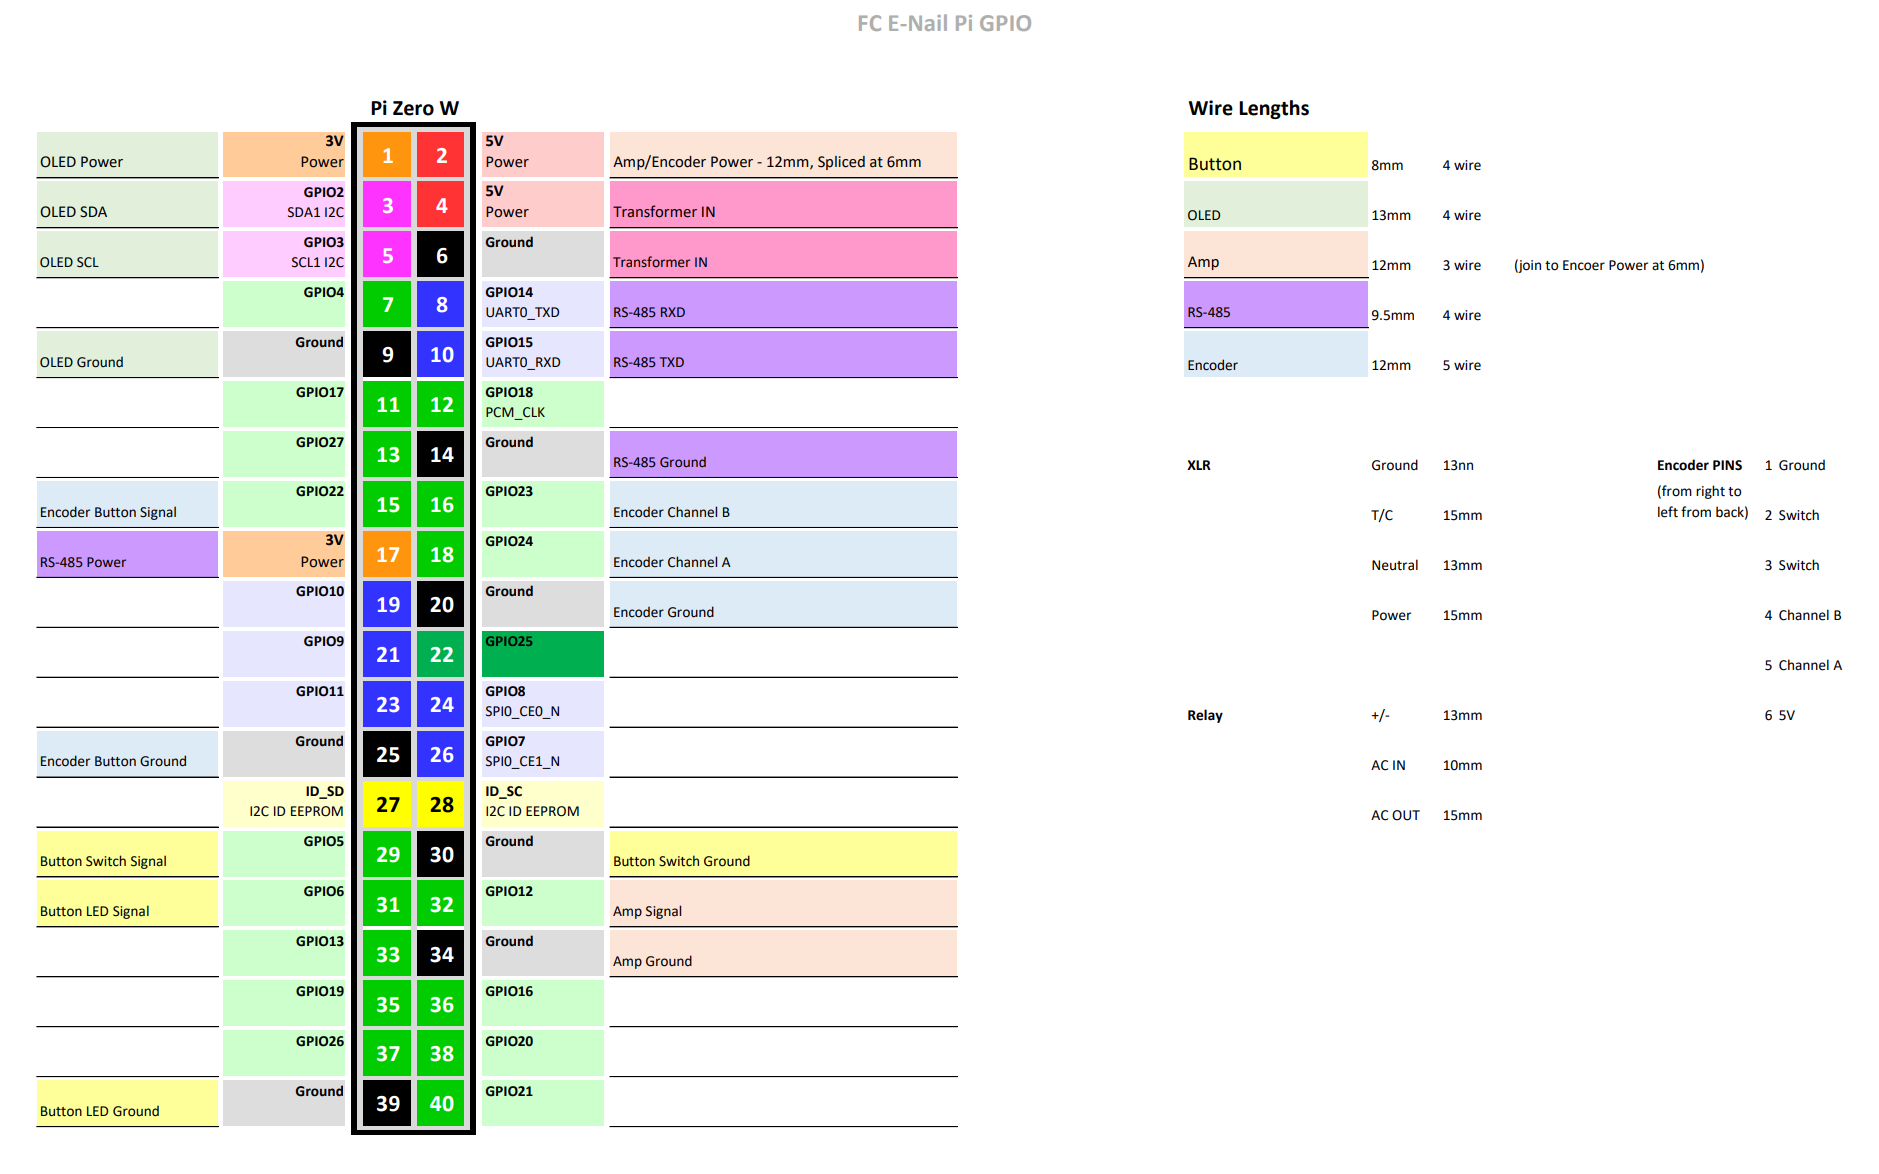 FC E-Nail Pi GPIO
Pi Zero W
Wire Lengths
OLED Power 3V Power 1 2 5V Power Amp/Encoder Power - 12mm, Spliced at 6mm
OLED SDA GPIO2 SDA1 I2C 3 4 5V Power Transformer IN
OLED SCL GPIO3 SCL1 I2C 5 6 Ground Transformer IN
GPIO4 7 8 GPIO14 UART0_TXD RS-485 RXD
OLED Ground Ground 9 10 GPIO15 UART0_RXD RS-485 TXD
GPIO17 11 12 GPIO18 PCM_CLK
GPIO27 13 14 Ground RS-485 Ground
Encoder Button Signal GPIO22 15 16 GPIO23 Encoder Channel B
RS-485 Power 3V Power 17 18 GPIO24 Encoder Channel A
GPIO10 19 20 Ground Encoder Ground
GPIO9 21 22 GPIO25
GPIO11 23 24 GPIO8 SPI0_CE0_N
Encoder Button Ground Ground 25 26 GPIO7 SPI0_CE1_N
ID_SD I2C ID EEPROM 27 28 ID_SC I2C ID EEPROM
Button Switch Signal GPIO5 29 30 Ground Button Switch Ground
Button LED Signal GPIO6 31 32 GPIO12 Amp Signal
GPIO13 33 34 Ground Amp Ground
GPIO19 35 36 GPIO16
GPIO26 37 38 GPIO20
Button LED Ground Ground 39 40 GPIO21
Button 8mm 4 wire
OLED 13mm 4 wire
Amp 12mm 3 wire (join to Encoer Power at 6mm)
RS-485 9.5mm 4 wire
Encoder 12mm 5 wire
XLR Ground 13nn
T/C 15mm
Neutral 13mm
Power 15mm
Relay +/- 13mm
AC IN 10mm
AC OUT 15mm
Encoder PINS 1 Ground
(from right to
left from back) 2 Switch
3 Switch
4 Channel B
5 Channel A
6 5V